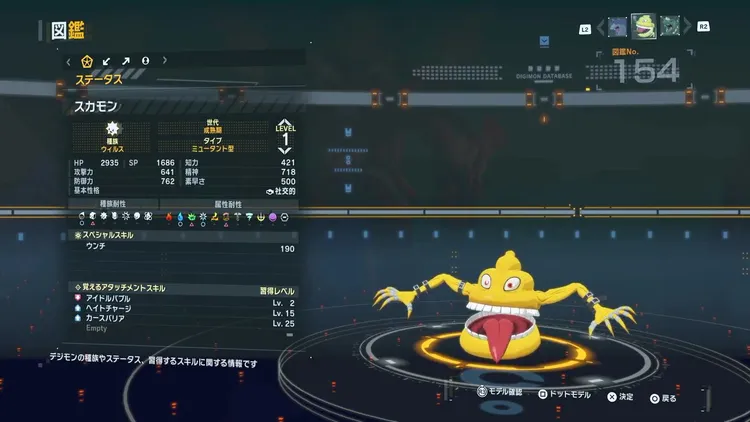 図鑑
L2
R2
図鑑No.
154
DIGIMON DATABASE
ステータス
スカモン
種族
ウィルス
世代
成熟期
タイプ
ミュータント型
LEVEL
1
HP 2935 SP 1686 知力 421
攻撃力 641 精神 718
防御力 762 素早さ 500
基本性格 社交的
種族耐性 属性耐性
スペシャルスキル
ウンチ 190
覚えるアタッチメントスキル 習得レベル
アイドルバブル Lv. 2
ヘイトチャージ Lv. 15
カースバリア Lv. 25
Empty
デジモンの種族やステータス、習得するスキルに関する情報です
R3 モデル確認 ドットモデル 決定 戻る